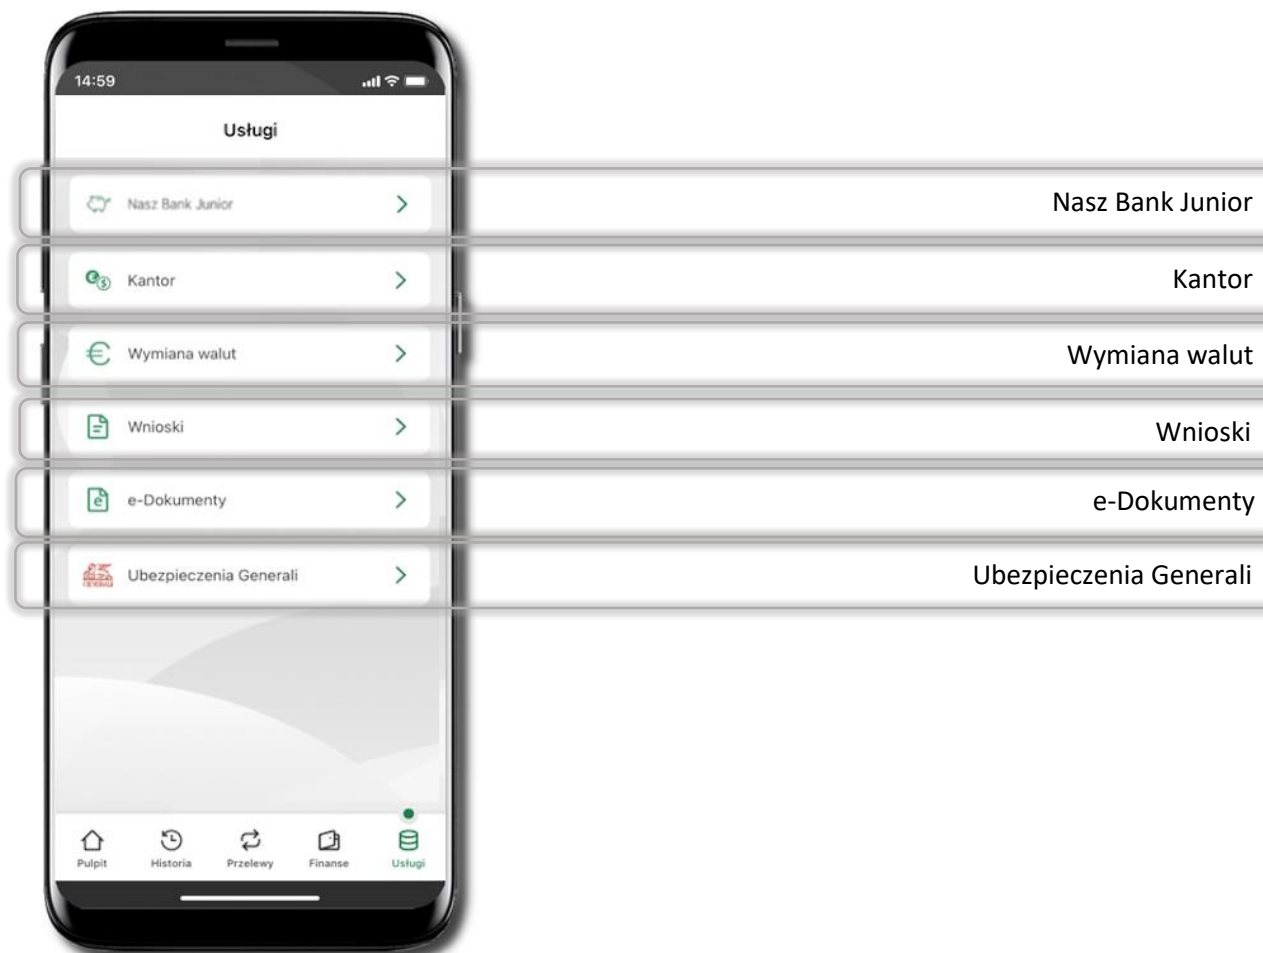 14:59
Usługi
Nasz Bank Junior
Nasz Bank Junior
Kantor
Kantor
Wymiana walut
Wymiana walut
Wnioski
Wnioski
e-Dokumenty
e-Dokumenty
Ubezpieczenia Generali
Ubezpieczenia Generali
Pulpit Historia Przelewy Finanse Usługi